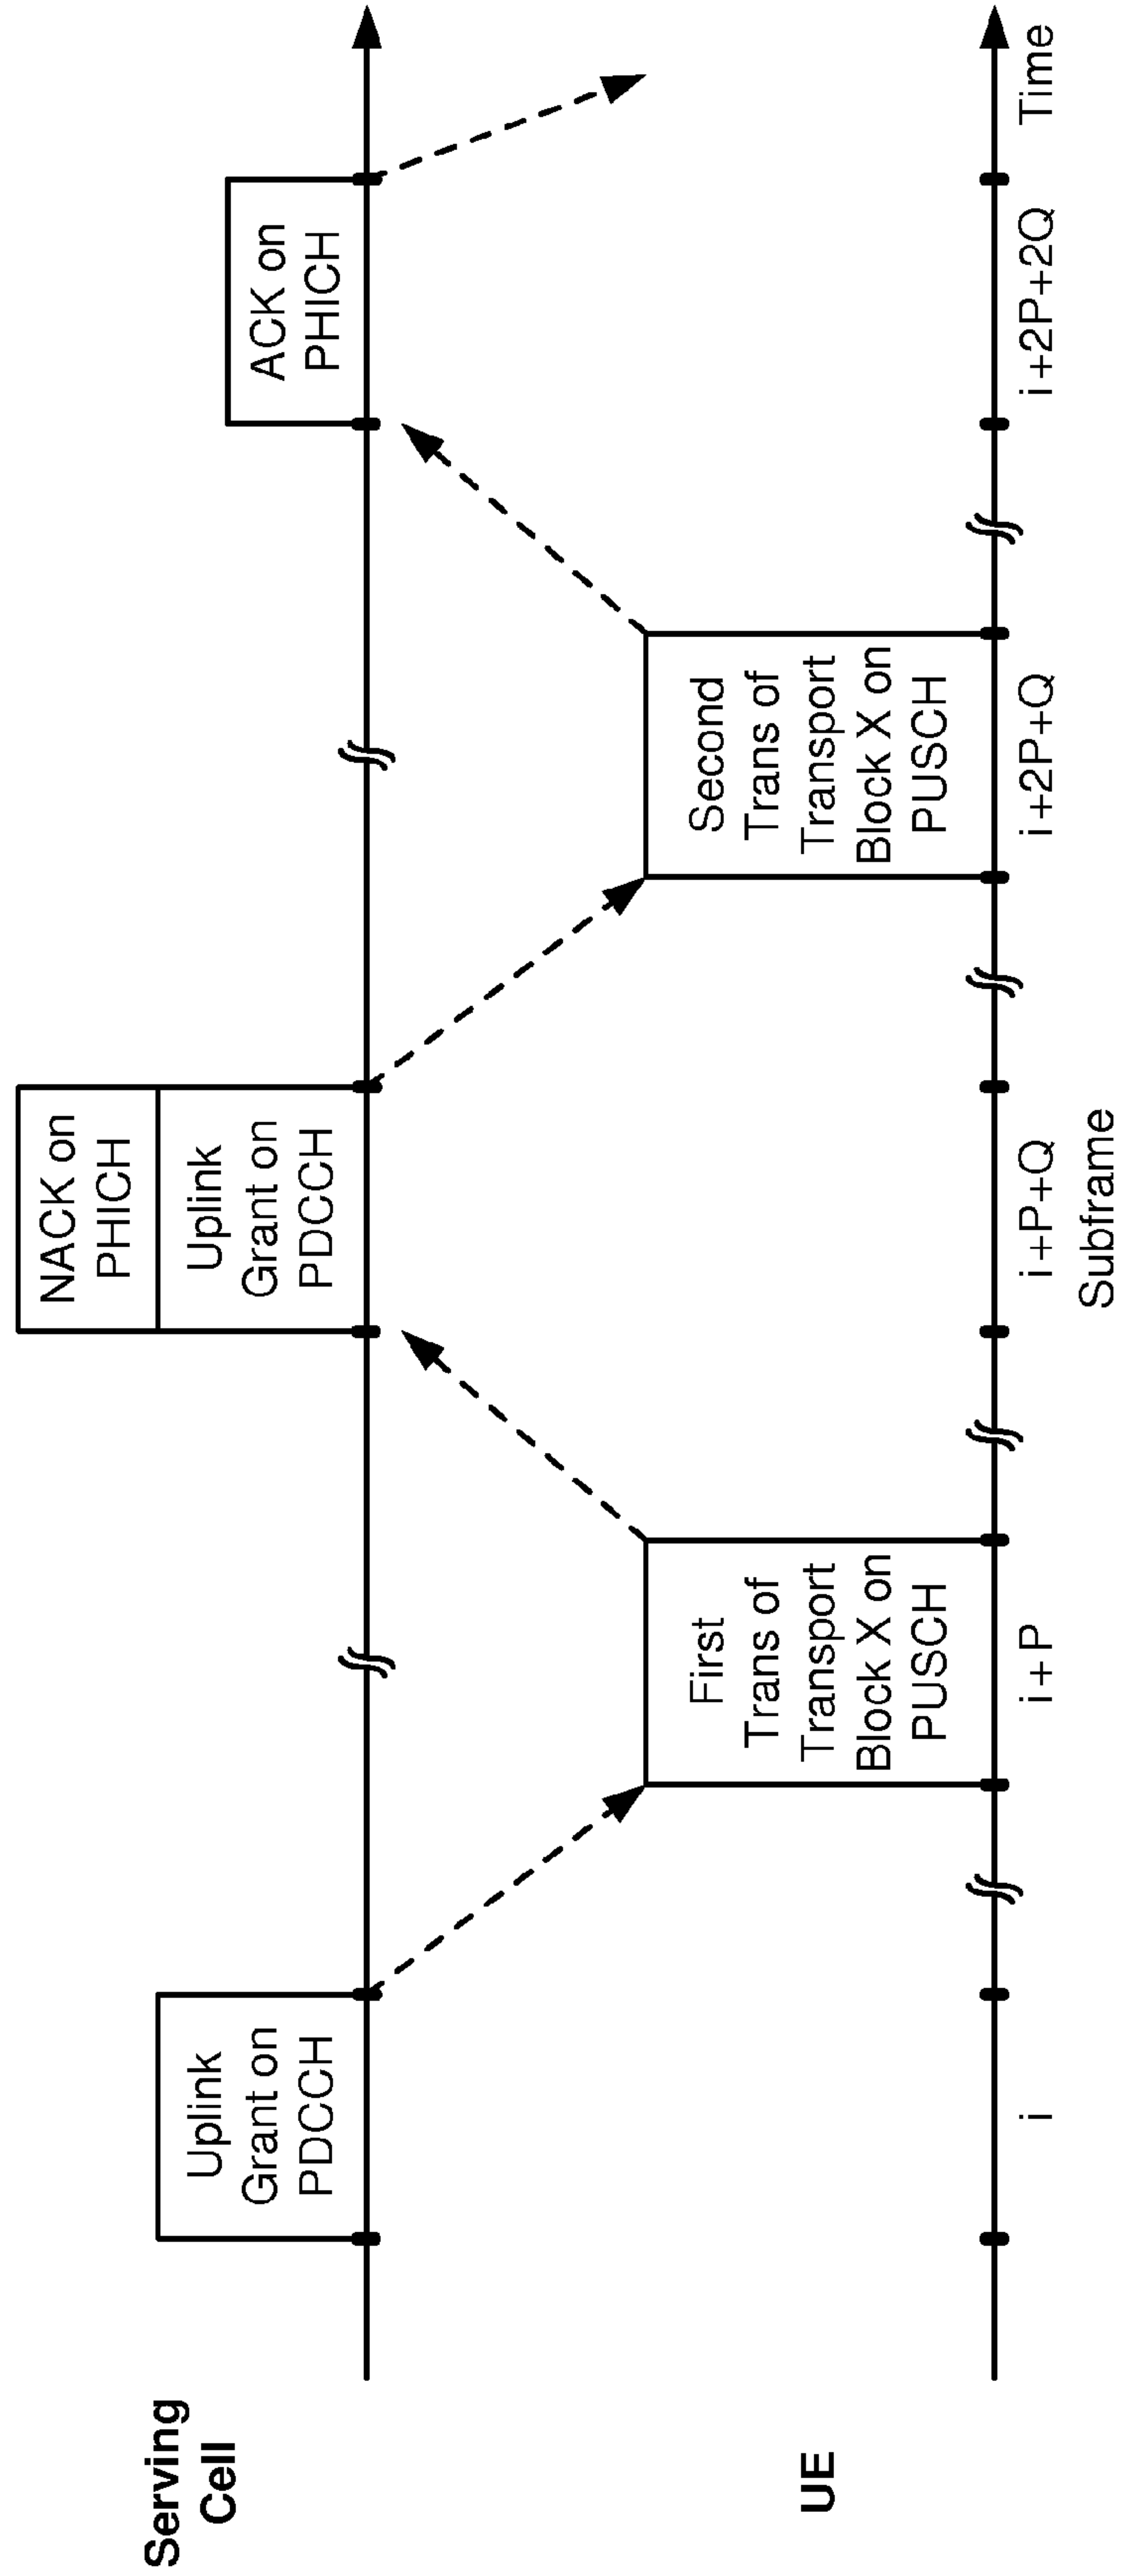 Serving
Cell
Uplink
Grant on
PDCCH
NACK on
PHICH
Uplink
Grant on
PDCCH
ACK on
PHICH
UE
First
Trans of
Transport
Block X on
PUSCH
Second
Trans of
Transport
Block X on
PUSCH
i
i+P
i+P+Q
i+2P+Q
i+2P+2Q
Time
Subframe